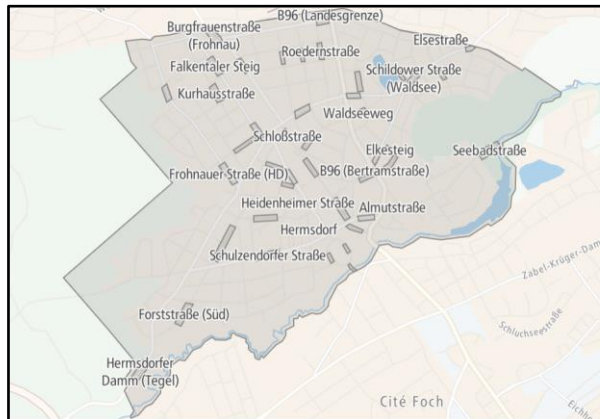 B96 (Landesgrenze)
Burgfrauenstraße
(Frohnau)
Roedernstraße
Elsestraße
Falkentaler Steig
Schildower Straße
(Waldsee)
Kurhausstraße
Waldseeweg
Schloßstraße
Elkesteig
Seebadstraße
Frohnauer Straße (HD)
B96 (Bertramstraße)
Heidenheimer Straße
Almutstraße
Hermsdorf
Schulzendorfer Straße
Zabel-Krüger-Damm
Schluchseestraße
Forststraße (Süd)
Hermsdorfer
Damm (Tegel)
Cité Foch